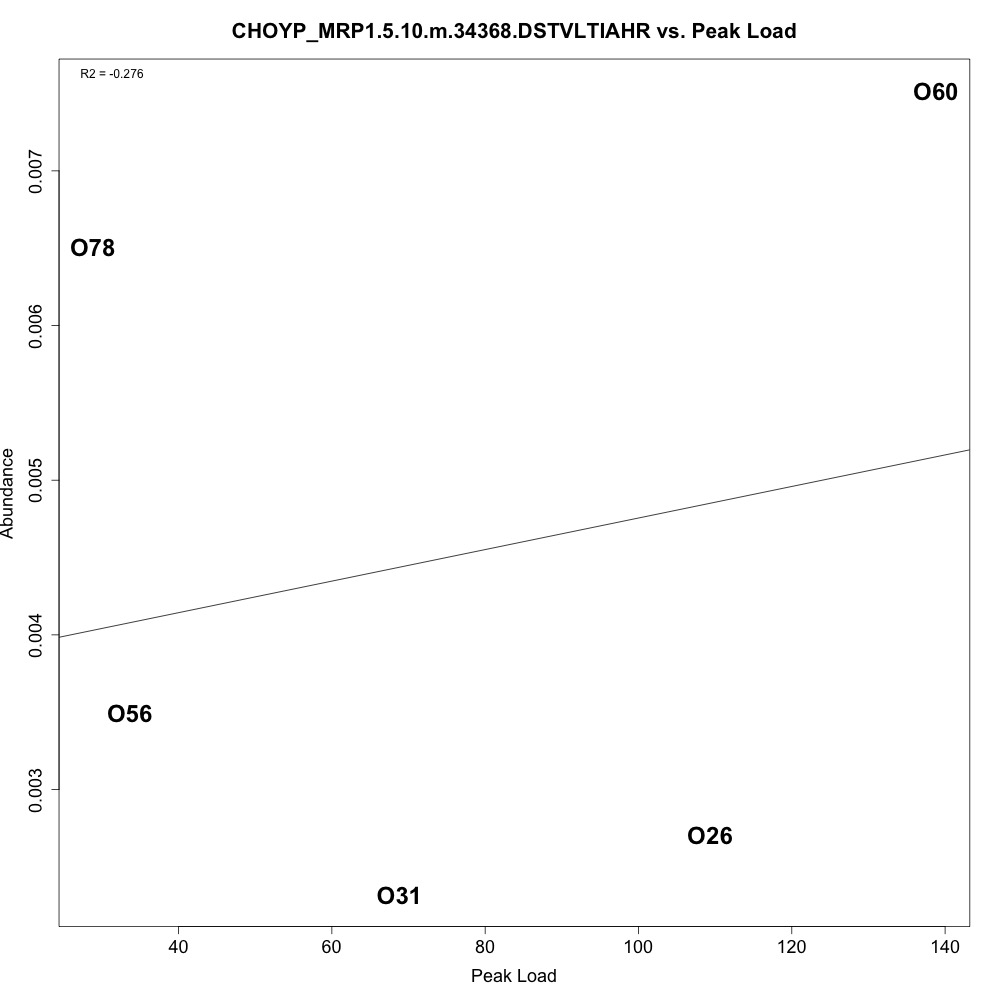 CHOYP_MRP1.5.10.m.34368.DSTVLTIAHR vs. Peak Load
R2 = -0.276
O60
0.007
O78
0.006
0.005
Abundance
0.004
O56
0.003
O26
O31
40 60 80 100 120 140
Peak Load